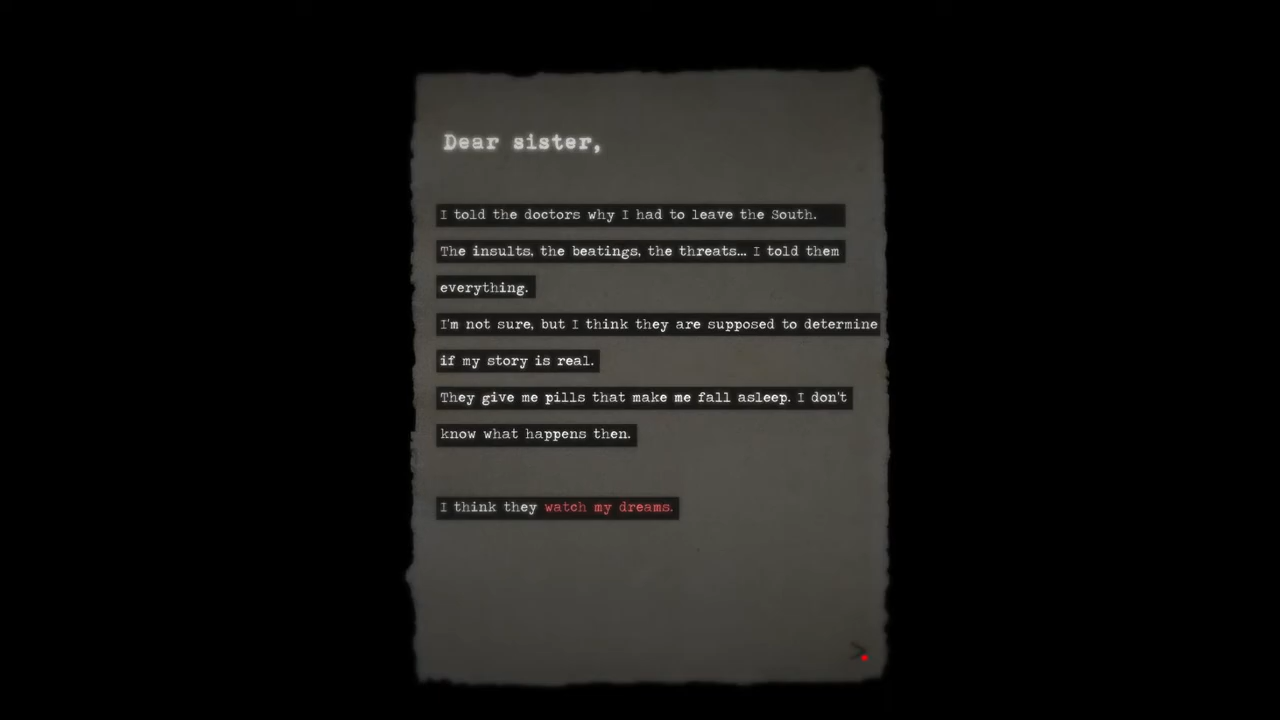 Dear sister,
I told the doctors why I had to leave the South.
The insults, the beatings, the threats... I told them
everything.
I'm not sure, but I think they are supposed to determine
if my story is real.
They give me pills that make me fall asleep. I don't
know what happens then.
I think they watch my dreams.
>